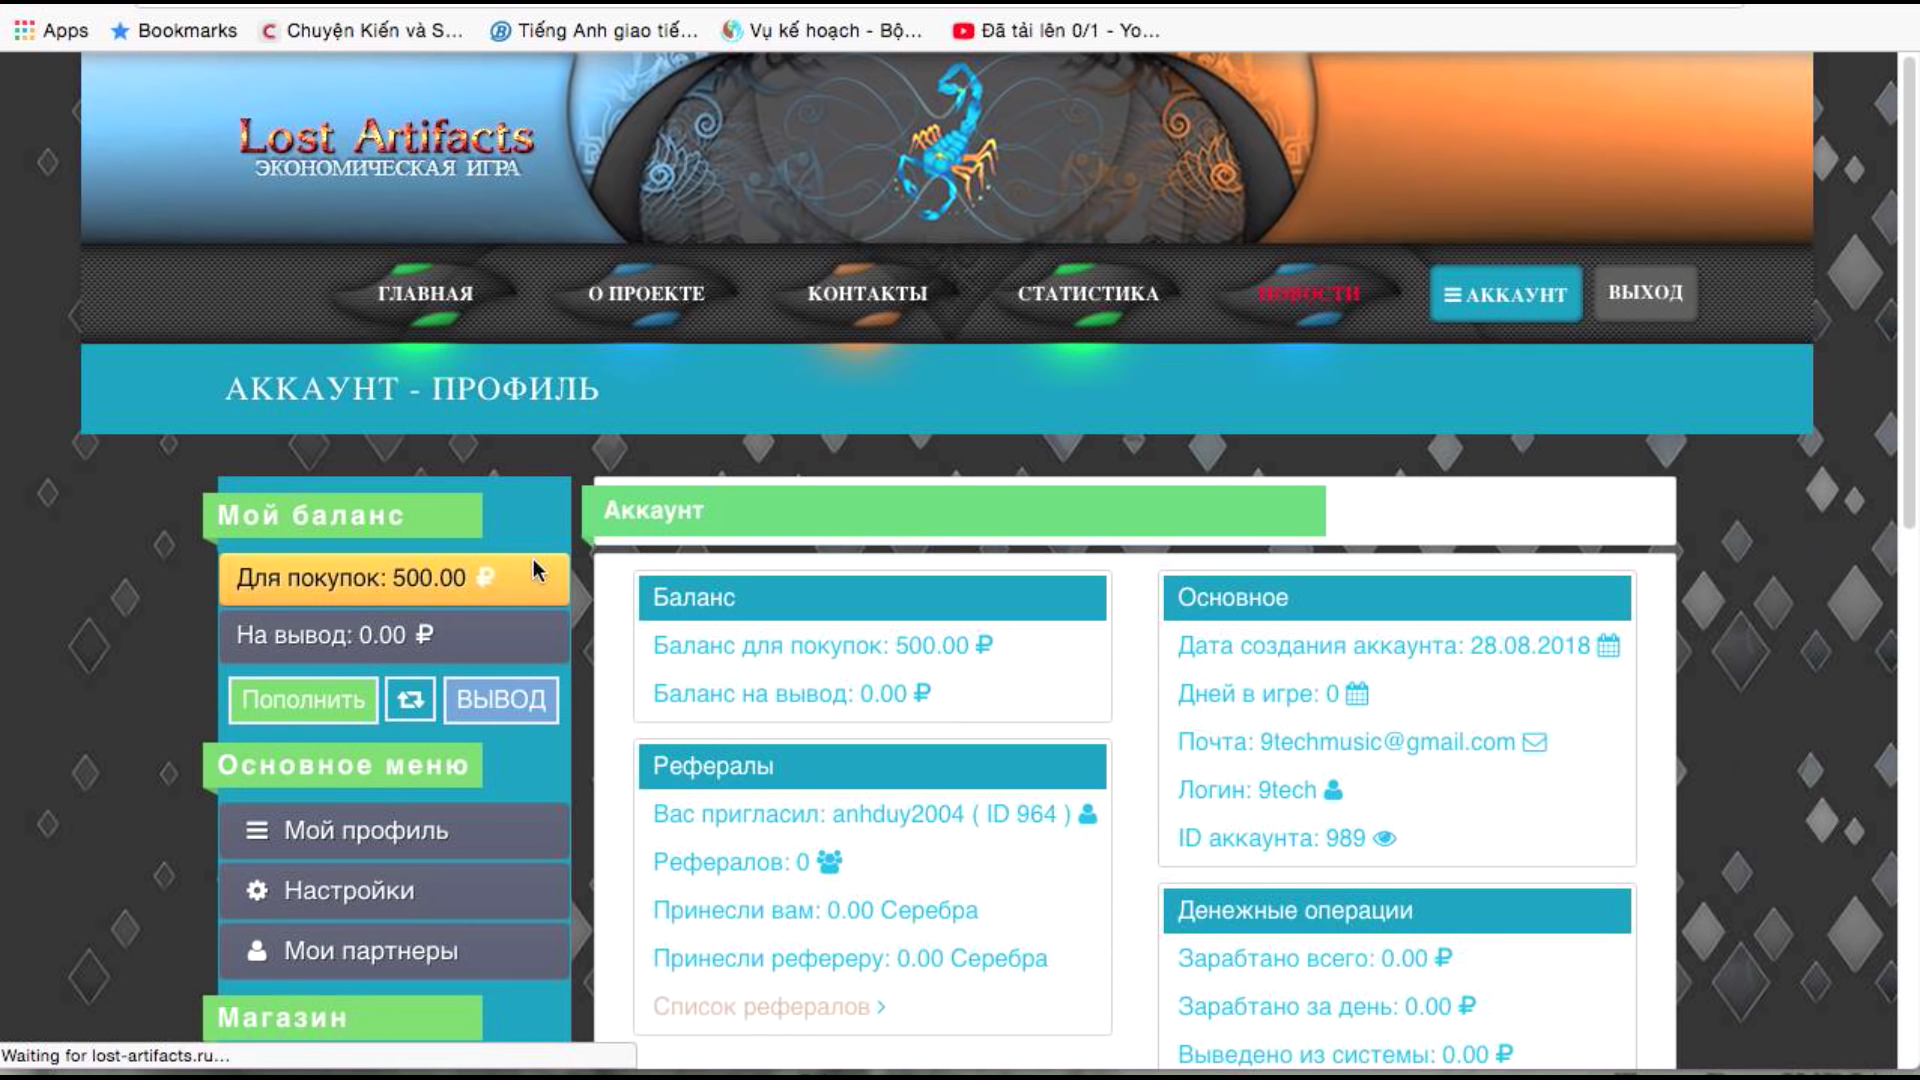 Apps Bookmarks Chuyện Kiến và S... Tiếng Anh giao tiế... Vụ kế hoạch - Bộ... Đã tải lên 0/1 - Yo...
Lost Artifacts
ЭКОНОМИЧЕСКАЯ ИГРА
ГЛАВНАЯ О ПРОЕКТЕ КОНТАКТЫ СТАТИСТИКА НОВОСТИ АККАУНТ ВЫХОД
АККАУНТ - ПРОФИЛЬ
Мой баланс
Для покупок: 500.00 ₽
На вывод: 0.00 ₽
Пополнить ВЫВОД
Основное меню
Мой профиль
Настройки
Мои партнеры
Магазин
Аккаунт
Баланс
Баланс для покупок: 500.00 ₽
Баланс на вывод: 0.00 ₽
Рефералы
Вас пригласил: anhduy2004 ( ID 964 )
Рефералов: 0
Принесли вам: 0.00 Серебра
Принесли рефереру: 0.00 Серебра
Список рефералов
Основное
Дата создания аккаунта: 28.08.2018
Дней в игре: 0
Почта: 9techmusic@gmail.com
Логин: 9tech
ID аккаунта: 989
Денежные операции
Зарабтано всего: 0.00 ₽
Зарабтано за день: 0.00 ₽
Выведено из системы: 0.00 ₽
Waiting for lost-artifacts.ru...